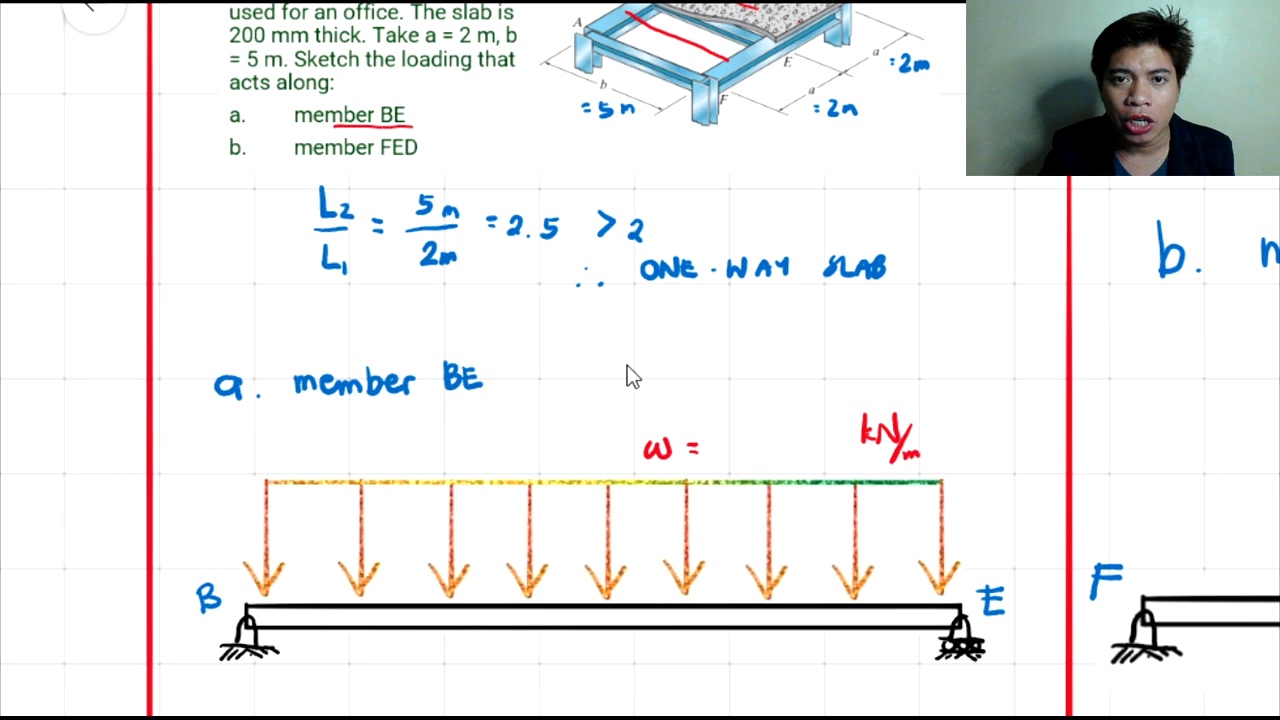 used for an office. The slab is
200 mm thick. Take a = 2 m, b
= 5 m. Sketch the loading that
acts along:
a. member BE
b. member FED
A
b
= 5 m
F
E
a
= 2m
a
= 2m
L2/L1 = 5m/2m = 2.5 > 2
∴ ONE-WAY SLAB
b.
a. member BE
ω = kN/m
B
E
F